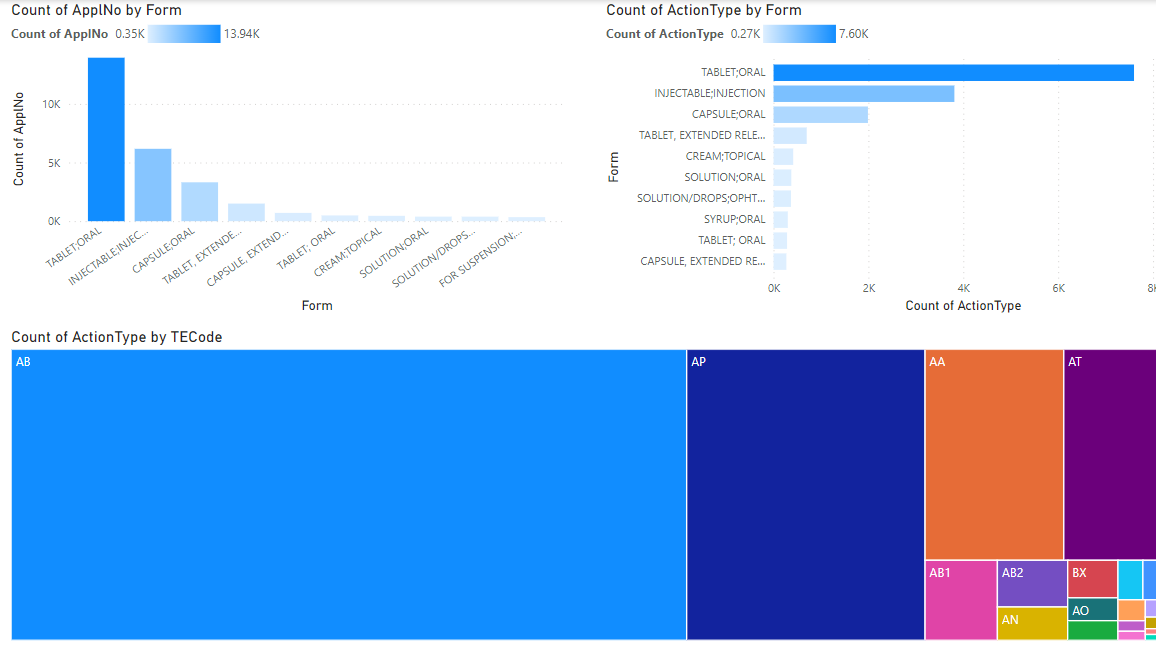 Count of ApplNo by Form
Count of ApplNo 0.35K 13.94K
Count of ApplNo
10K
5K
0K
TABLET;ORAL
INJECTABLE;INJEC...
CAPSULE;ORAL
TABLET, EXTENDE...
CAPSULE, EXTEND...
TABLET; ORAL
CREAM;TOPICAL
SOLUTION;ORAL
SOLUTION/DROPS...
FOR SUSPENSION;...
Form
Count of ActionType by Form
Count of ActionType 0.27K 7.60K
Form
TABLET;ORAL
INJECTABLE;INJECTION
CAPSULE;ORAL
TABLET, EXTENDED RELE...
CREAM;TOPICAL
SOLUTION;ORAL
SOLUTION/DROPS;OPHT...
SYRUP;ORAL
TABLET; ORAL
CAPSULE, EXTENDED RE...
0K 2K 4K 6K 8K
Count of ActionType
Count of ActionType by TECode
AB AP AA AT
AB1 AB2 BX
AO
AN